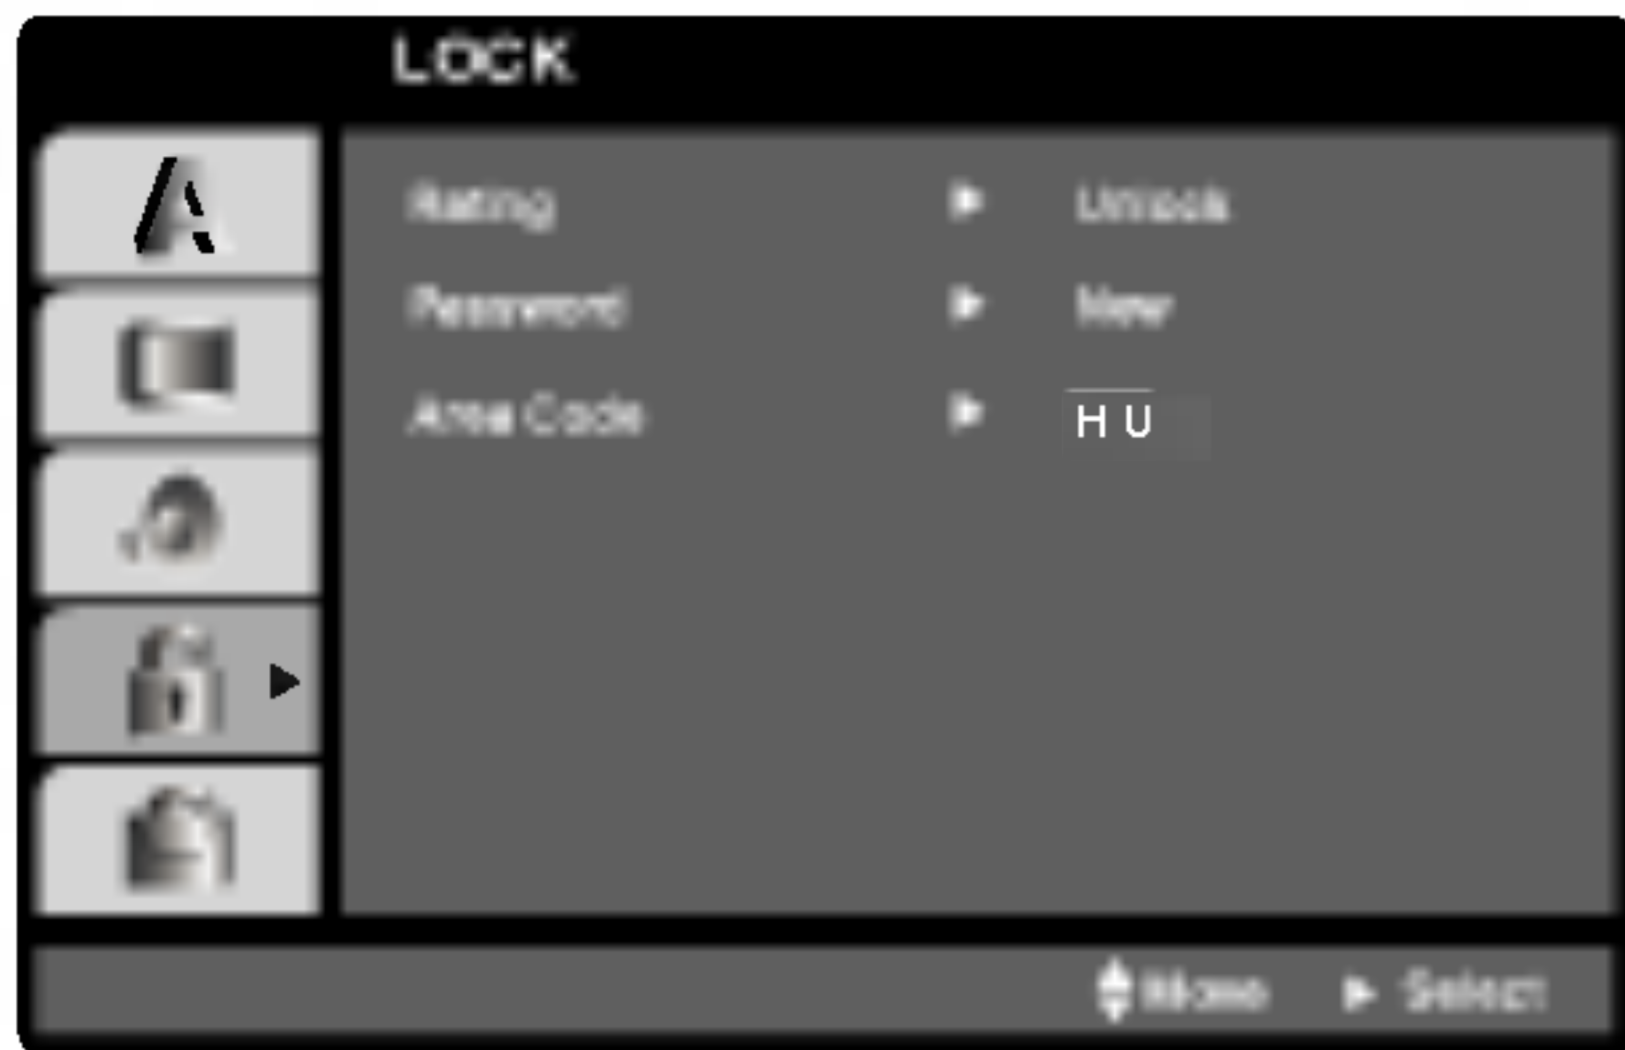 LOCK
Rating ► Unlock
Password ► New
Area Code ► H U
Move ► Select